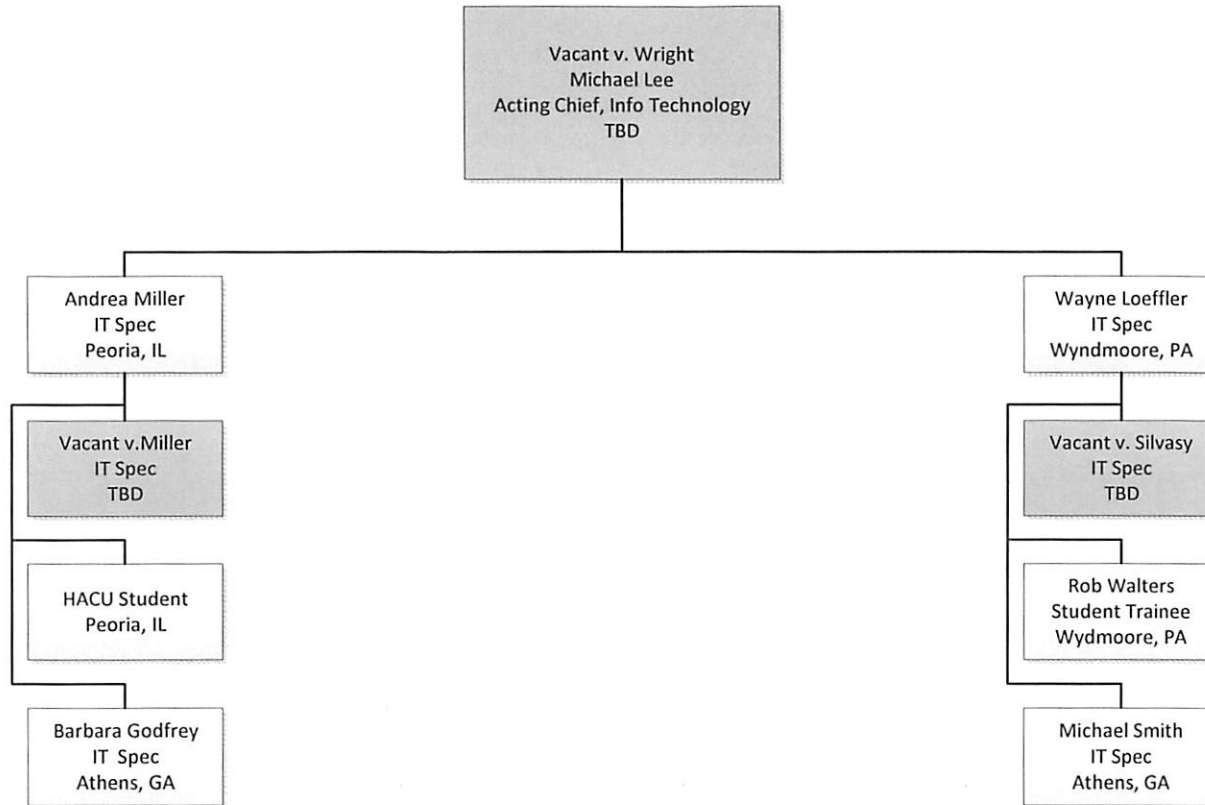 Vacant v. Wright
Michael Lee
Acting Chief, Info Technology
TBD
Andrea Miller
IT Spec
Peoria, IL
Wayne Loeffler
IT Spec
Wyndmoore, PA
Vacant v.Miller
IT Spec
TBD
Vacant v. Silvasy
IT Spec
TBD
HACU Student
Peoria, IL
Rob Walters
Student Trainee
Wydmoore, PA
Barbara Godfrey
IT Spec
Athens, GA
Michael Smith
IT Spec
Athens, GA